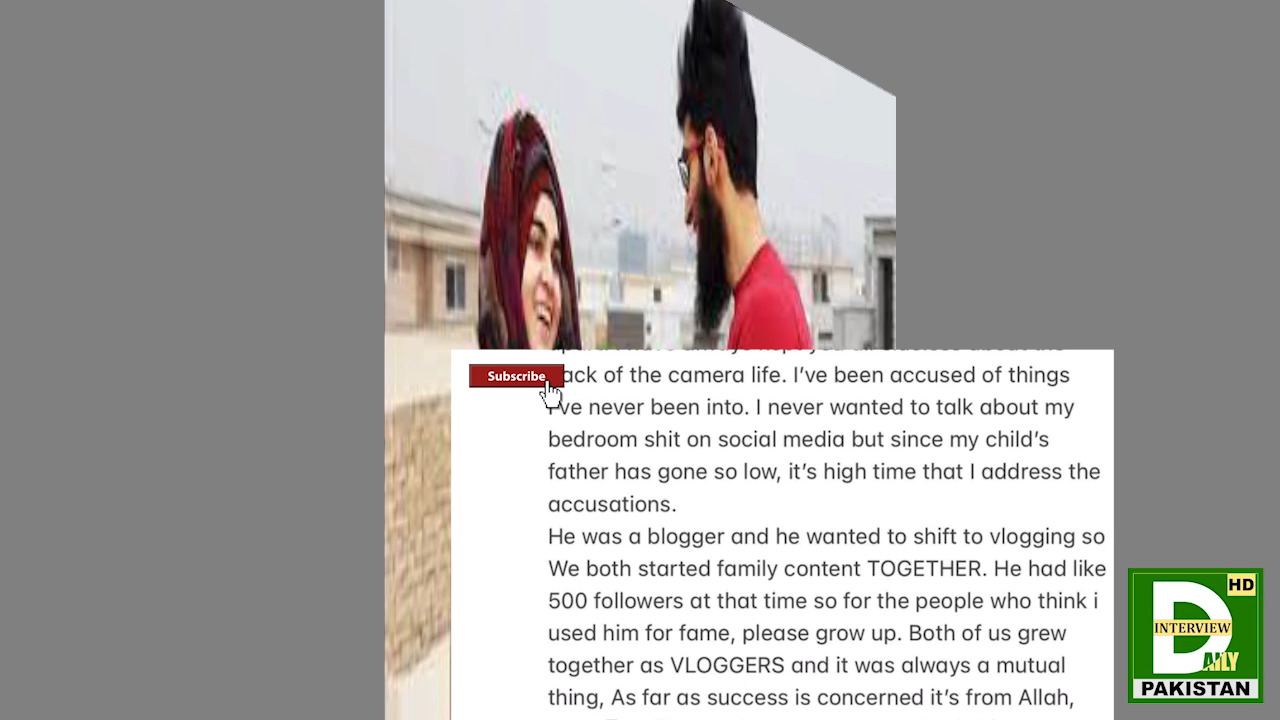 Subscribe
ack of the camera life. I've been accused of things
I've never been into. I never wanted to talk about my
bedroom shit on social media but since my child's
father has gone so low, it's high time that I address the
accusations.
He was a blogger and he wanted to shift to vlogging so
We both started family content TOGETHER. He had like
500 followers at that time so for the people who think i
used him for fame, please grow up. Both of us grew
together as VLOGGERS and it was always a mutual
thing, As far as success is concerned it's from Allah,
HD
D
INTERVIEW
AILY
PAKISTAN